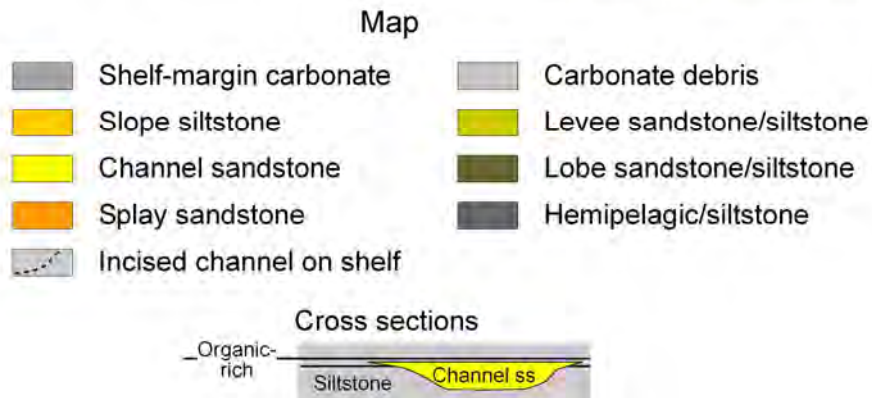 Map
Shelf-margin carbonate
Carbonate debris
Slope siltstone
Levee sandstone/siltstone
Channel sandstone
Lobe sandstone/siltstone
Splay sandstone
Hemipelagic/siltstone
Incised channel on shelf
Cross sections
Organic-
rich
Siltstone
Channel ss